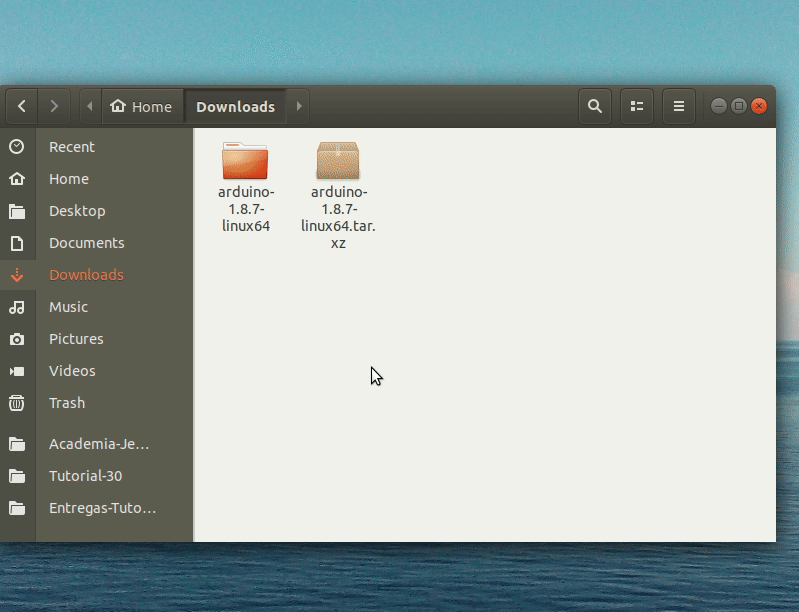 Home
Downloads
Recent
Home
Desktop
Documents
Downloads
Music
Pictures
Videos
Trash
Academia-Je...
Tutorial-30
Entregas-Tuto...
arduino-
1.8.7-
linux64
arduino-
1.8.7-
linux64.tar.
xz